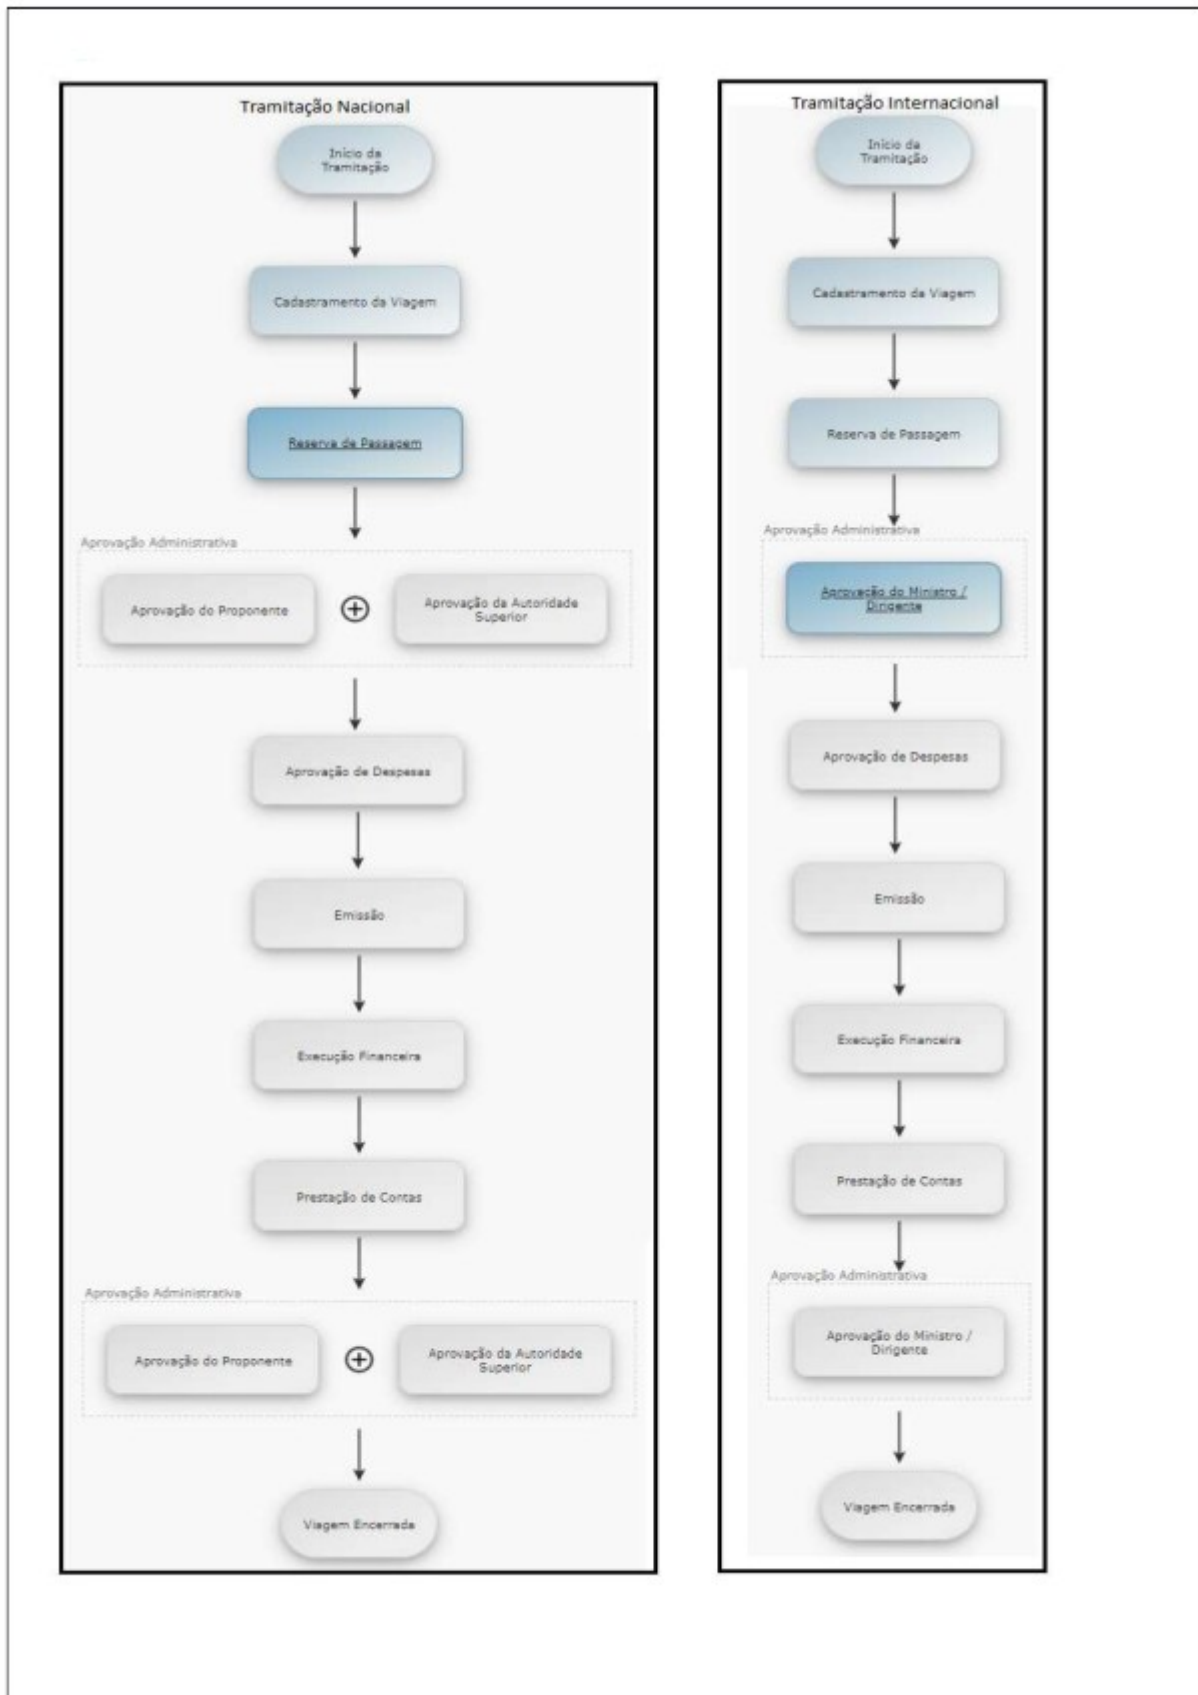 Tramitação Nacional
Início da
Tramitação
Cadastramento da Viagem
Reserva de Passagem
Aprovação Administrativa
Aprovação do Proponente
Aprovação da Autoridade
Superior
Aprovação de Despesas
Emissão
Execução Financeira
Prestação de Contas
Aprovação Administrativa
Aprovação do Proponente
Aprovação da Autoridade
Superior
Viagem Encerrada
Tramitação Internacional
Início da
Tramitação
Cadastramento da Viagem
Reserva de Passagem
Aprovação Administrativa
Aprovação do Ministro /
Dirigente
Aprovação de Despesas
Emissão
Execução Financeira
Prestação de Contas
Aprovação Administrativa
Aprovação do Ministro /
Dirigente
Viagem Encerrada